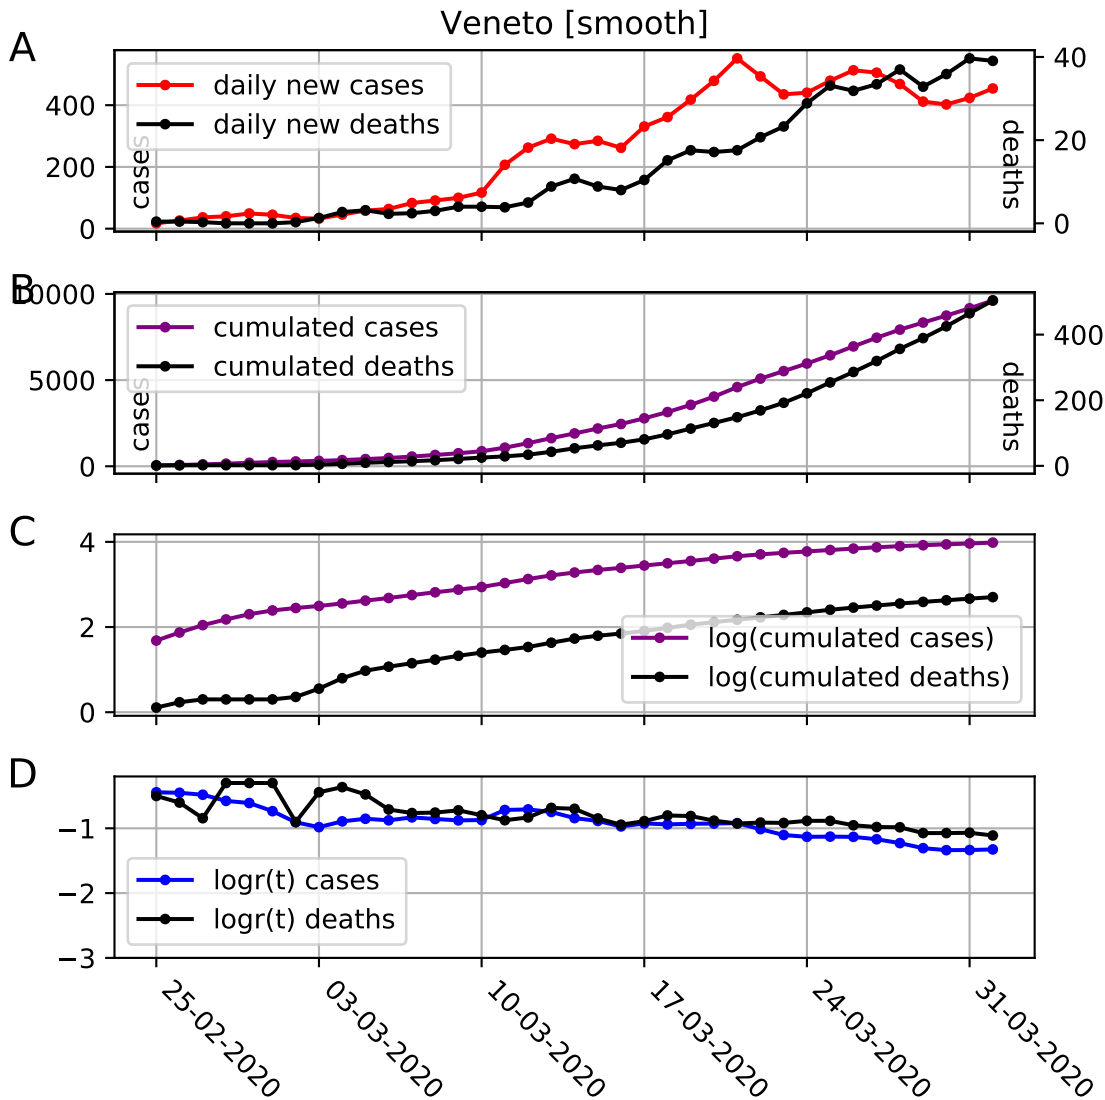 Veneto [smooth]
A
daily new cases
daily new deaths
400
200
0
cases
40
20
0
deaths
B
cumulated cases
cumulated deaths
10000
5000
0
cases
400
200
0
deaths
C
4
2
0
log(cumulated cases)
log(cumulated deaths)
D
−1
−2
−3
logr(t) cases
logr(t) deaths
25-02-2020
03-03-2020
10-03-2020
17-03-2020
24-03-2020
31-03-2020